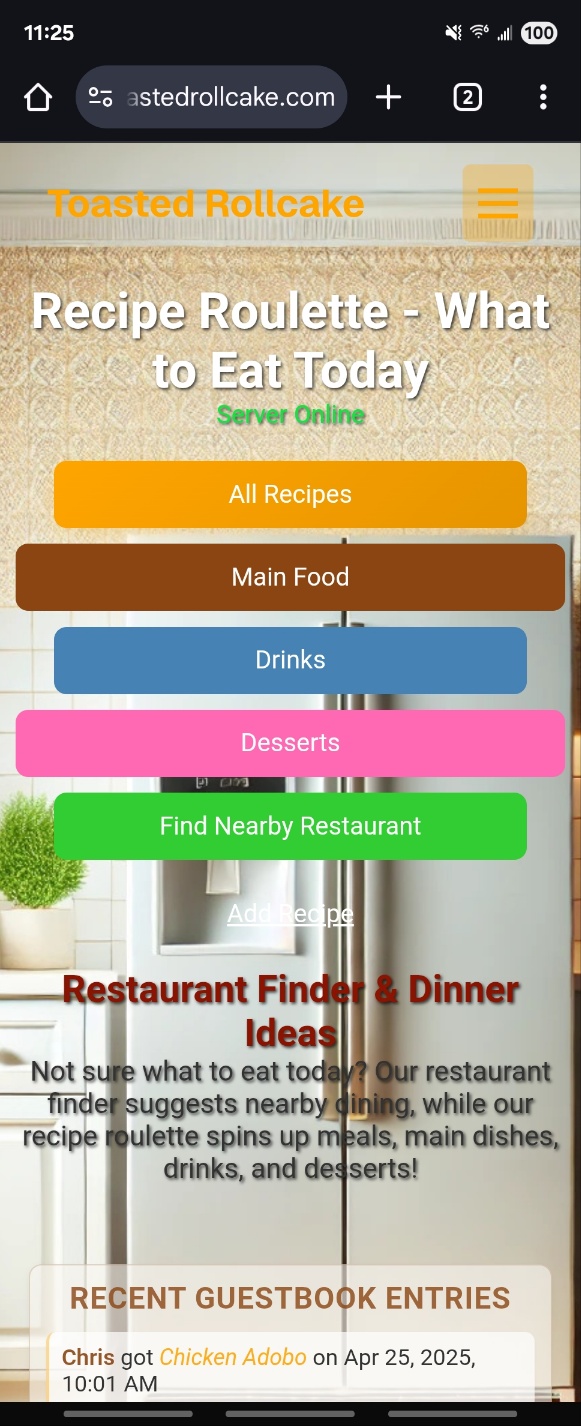 11:25
100
astedrollcake.com
2
Toasted Rollcake
Recipe Roulette - What
to Eat Today
Server Online
All Recipes
Main Food
Drinks
Desserts
Find Nearby Restaurant
Add Recipe
Restaurant Finder & Dinner
Ideas
Not sure what to eat today? Our restaurant
finder suggests nearby dining, while our
recipe roulette spins up meals, main dishes,
drinks, and desserts!
RECENT GUESTBOOK ENTRIES
Chris got Chicken Adobo on Apr 25, 2025,
10:01 AM